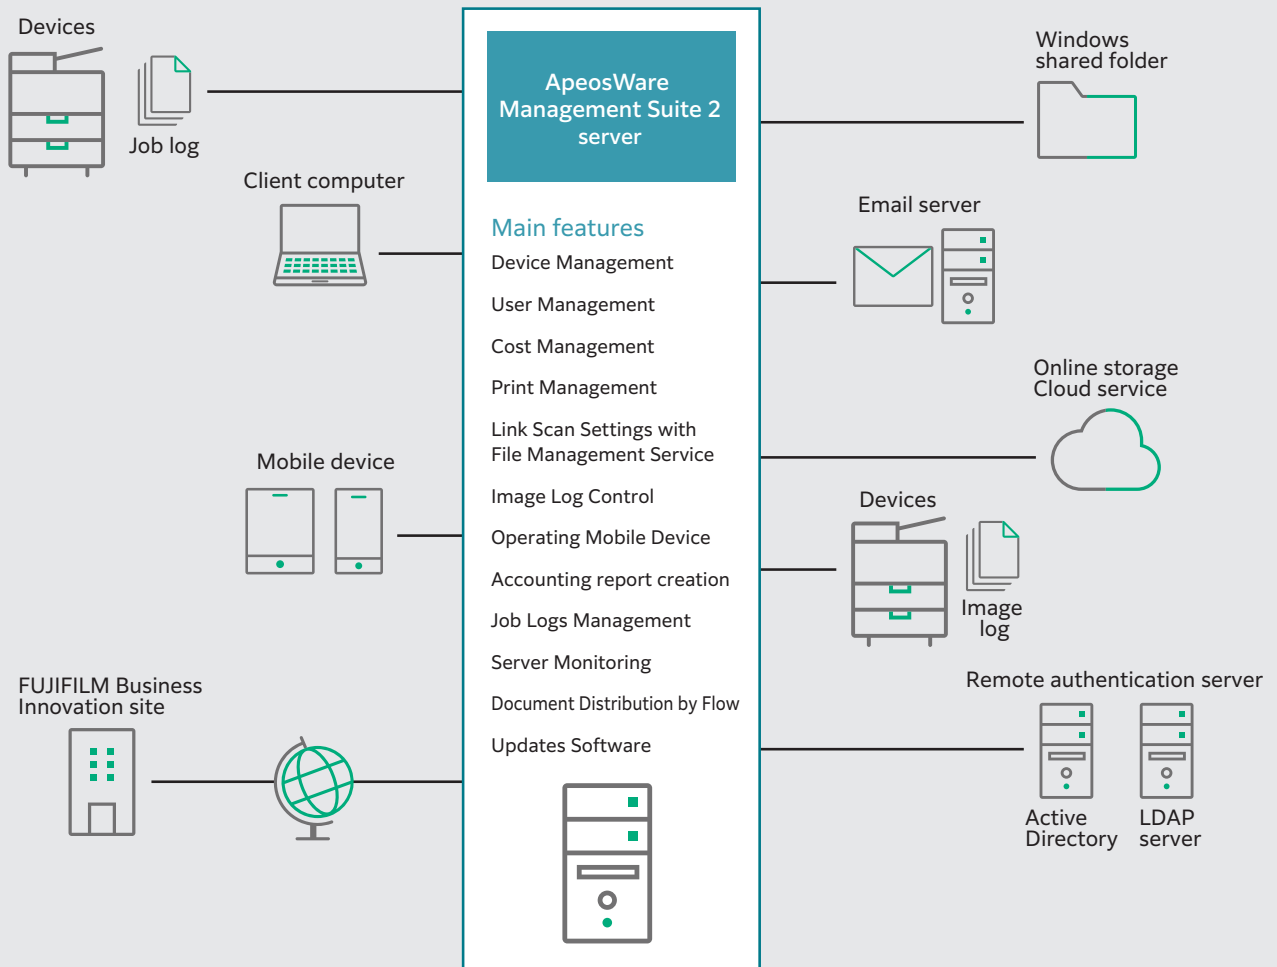 Devices
Job log
Client computer
Mobile device
FUJIFILM Business
Innovation site
ApeosWare
Management Suite 2
server
Main features
Device Management
User Management
Cost Management
Print Management
Link Scan Settings with
File Management Service
Image Log Control
Operating Mobile Device
Accounting report creation
Job Logs Management
Server Monitoring
Document Distribution by Flow
Updates Software
Windows
shared folder
Email server
Online storage
Cloud service
Devices
Image
log
Remote authentication server
Active
Directory
LDAP
server